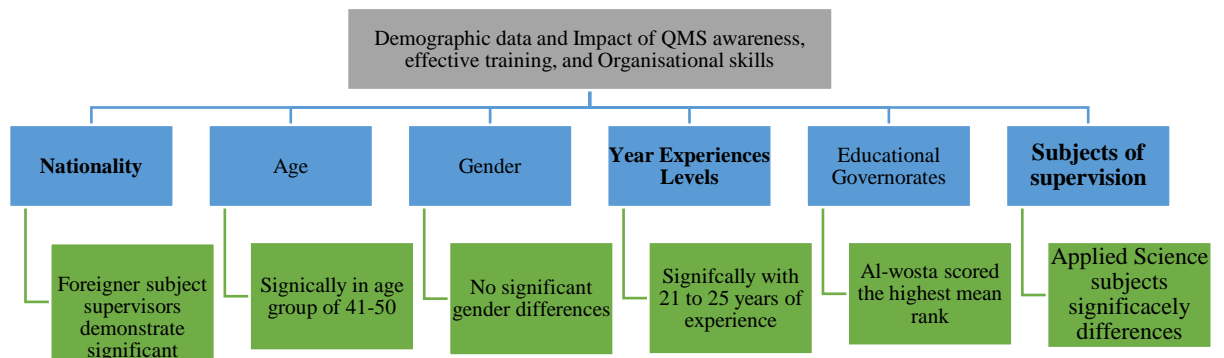 Demographic data and Impact of QMS awareness,
effective training, and Organisational skills
Nationality
Age
Gender
Year Experiences
Levels
Educational
Governorates
Subjects of
supervision
Foreigner subject
supervisors
demonstrate
significant
Signically in age
group of 41-50
No significant
gender differences
Signifcally with
21 to 25 years of
experience
Al-wosta scored
the highest mean
rank
Applied Science
subjects
significacely
differences